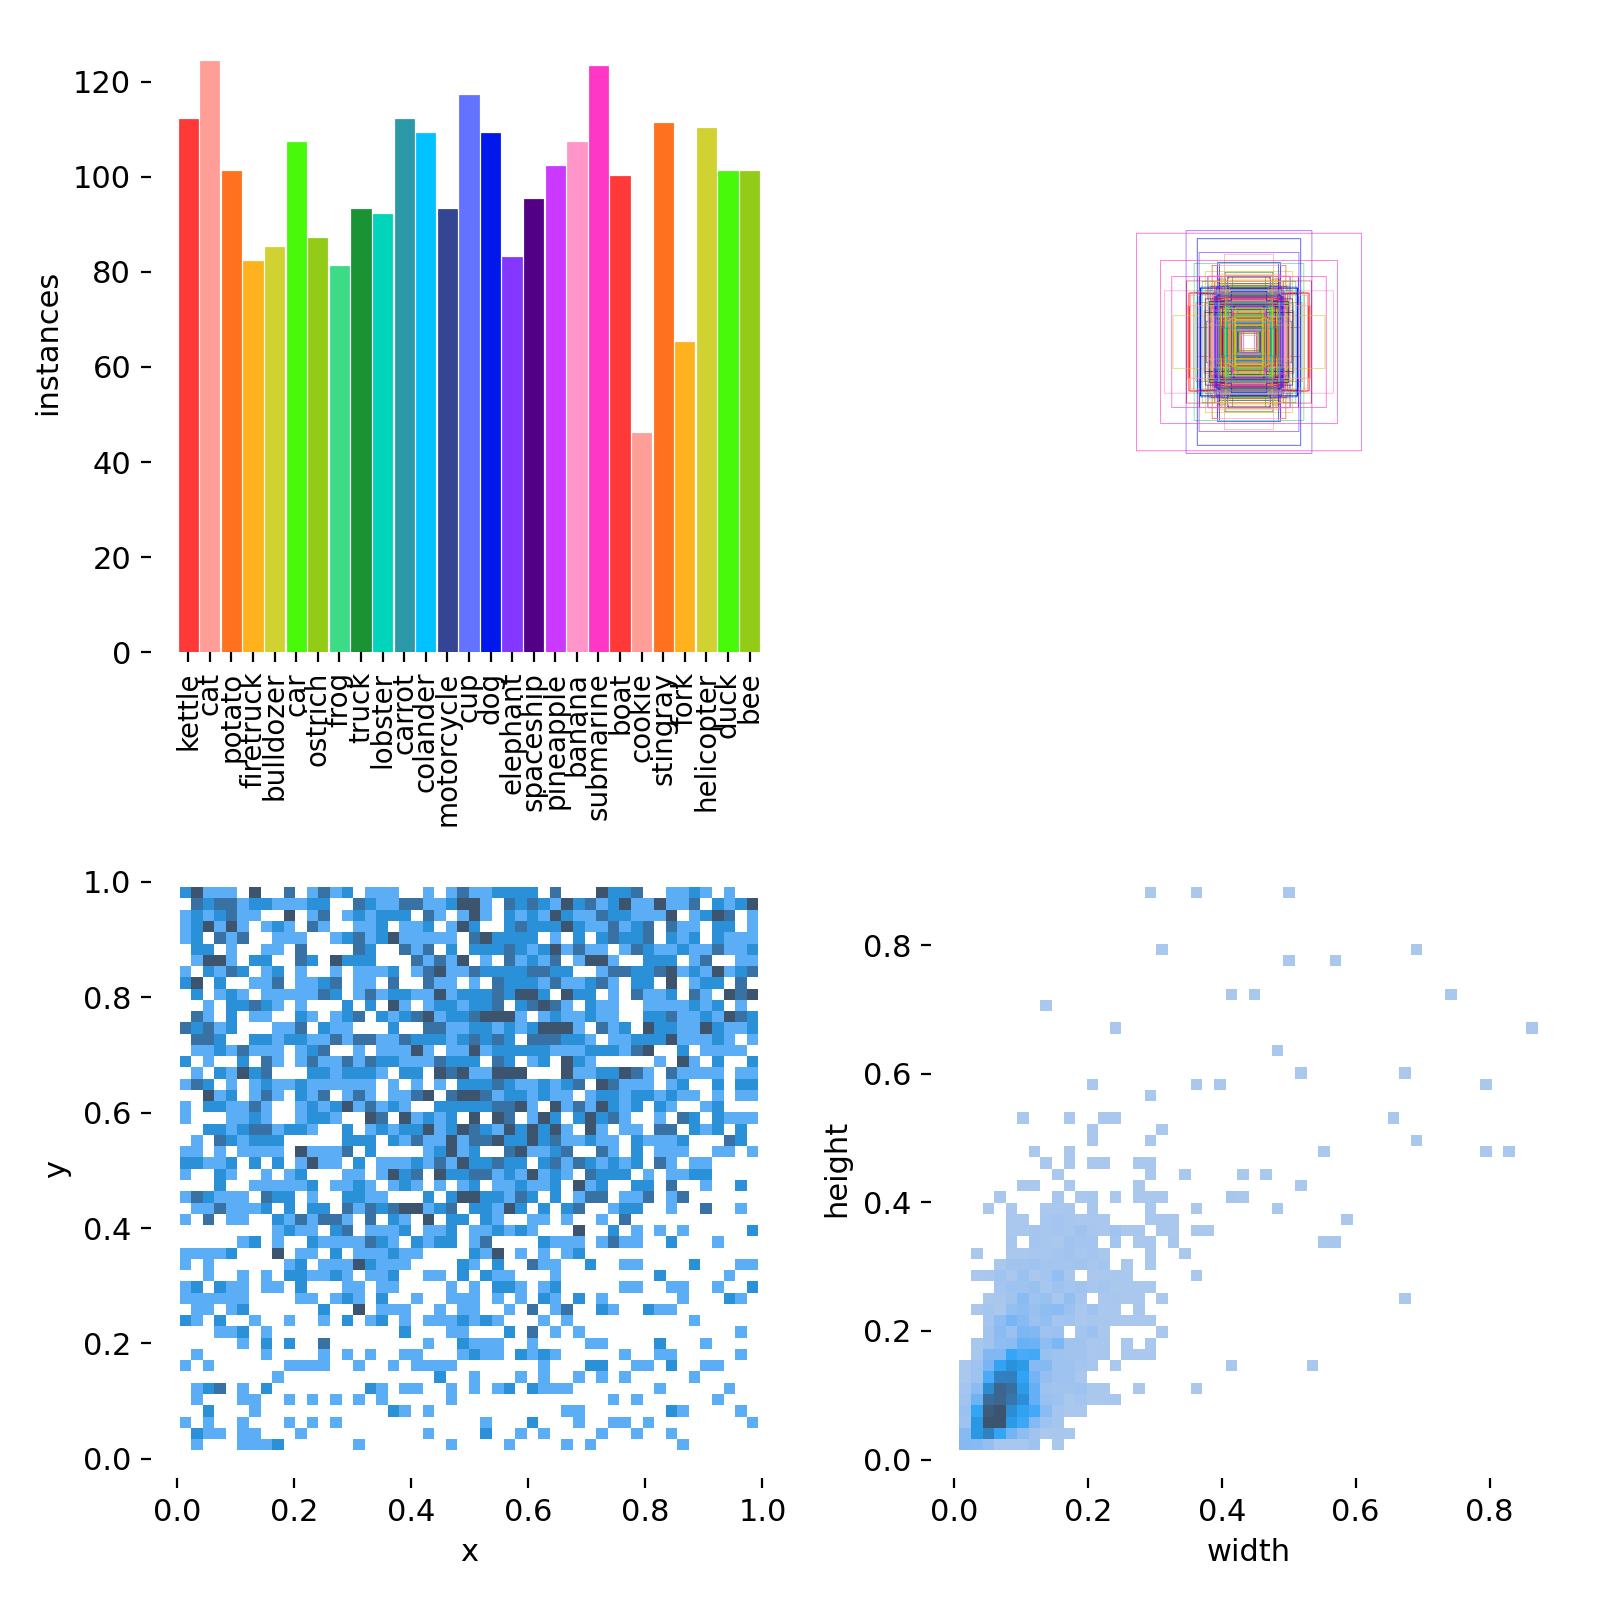 120
100
80
60
40
20
0
instances
kettle
cat
potato
firetruck
bulldozer
car
ostrich
frog
truck
lobster
carrot
colander
motorcycle
cup
dog
elephant
spaceship
pineapple
banana
submarine
boat
cookie
stingray
fork
helicopter
duck
bee
1.0
0.8
0.6
0.4
0.2
0.0
y
0.0 0.2 0.4 0.6 0.8 1.0
x
0.8
0.6
0.4
0.2
0.0
height
0.0 0.2 0.4 0.6 0.8
width